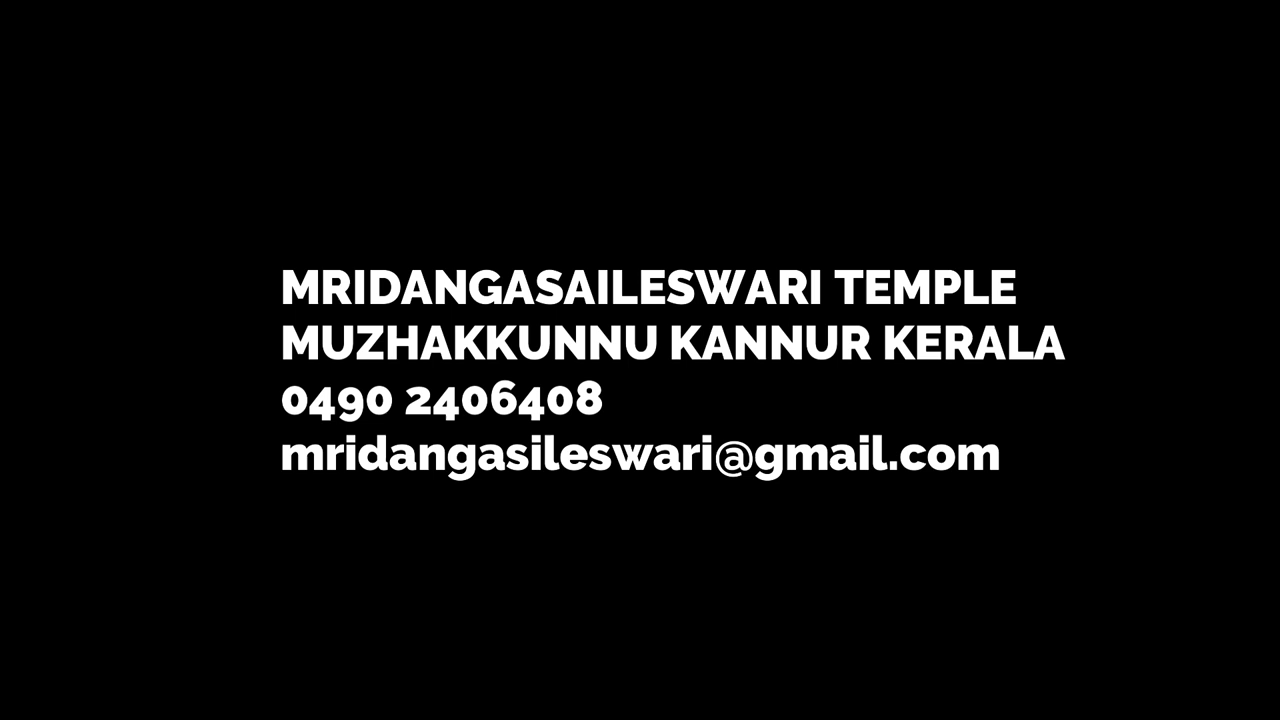 MRIDANGASAILESWARI TEMPLE
MUZHAKKUNNU KANNUR KERALA
0490 2406408
mridangasileswari@gmail.com